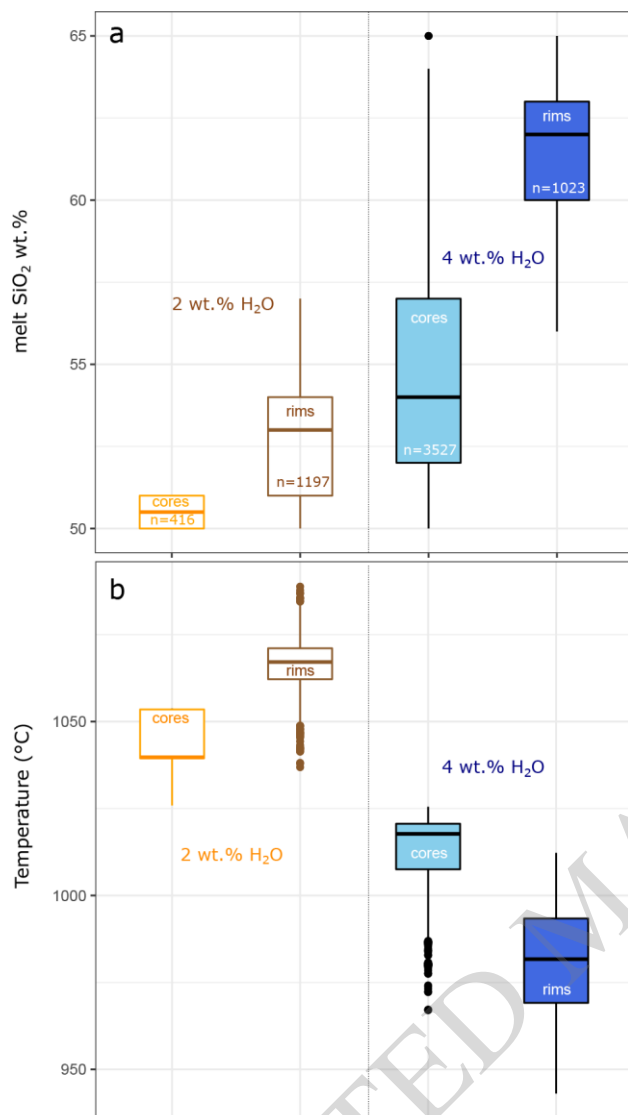 a
65
60
55
50
melt SiO₂ wt.%
rims
n=1023
4 wt.% H₂O
cores
n=3527
2 wt.% H₂O
rims
n=1197
cores
n=416
b
1050
1000
950
Temperature (°C)
cores
rims
2 wt.% H₂O
4 wt.% H₂O
cores
rims
TED M